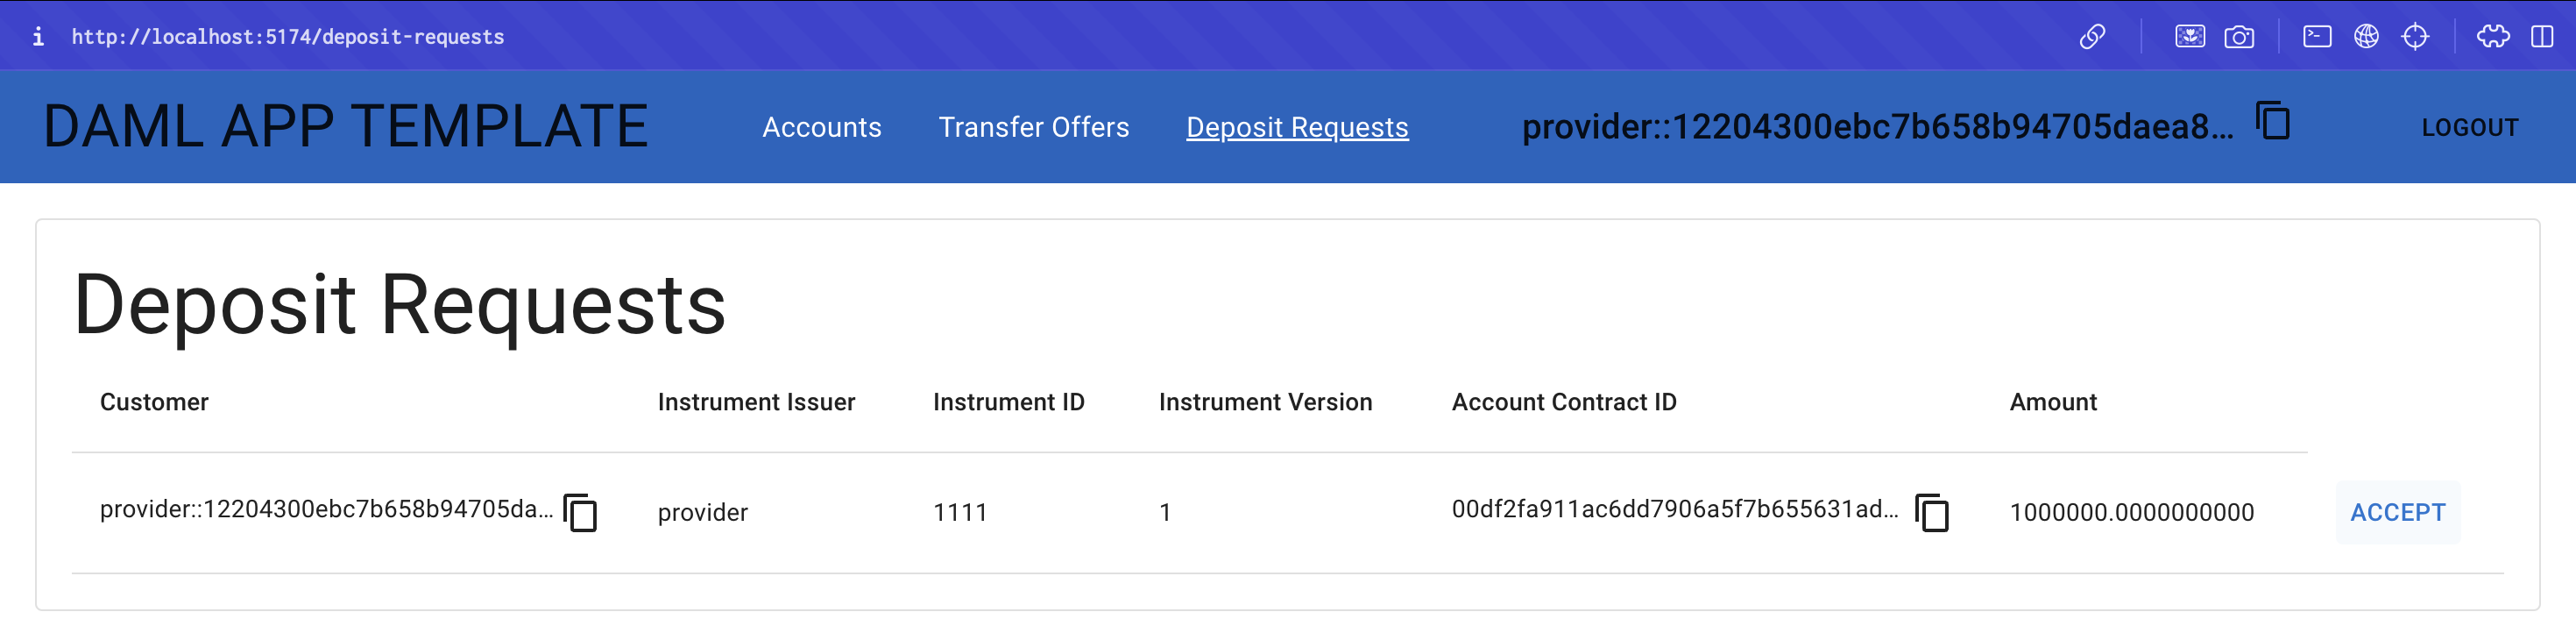 i http://localhost:5174/deposit-requests
DAML APP TEMPLATE Accounts Transfer Offers Deposit Requests provider::12204300ebc7b658b94705daea8... LOGOUT
Deposit Requests
Customer Instrument Issuer Instrument ID Instrument Version Account Contract ID Amount
provider::12204300ebc7b658b94705da... provider 1111 1 00df2fa911ac6dd7906a5f7b655631ad... 1000000.0000000000 ACCEPT